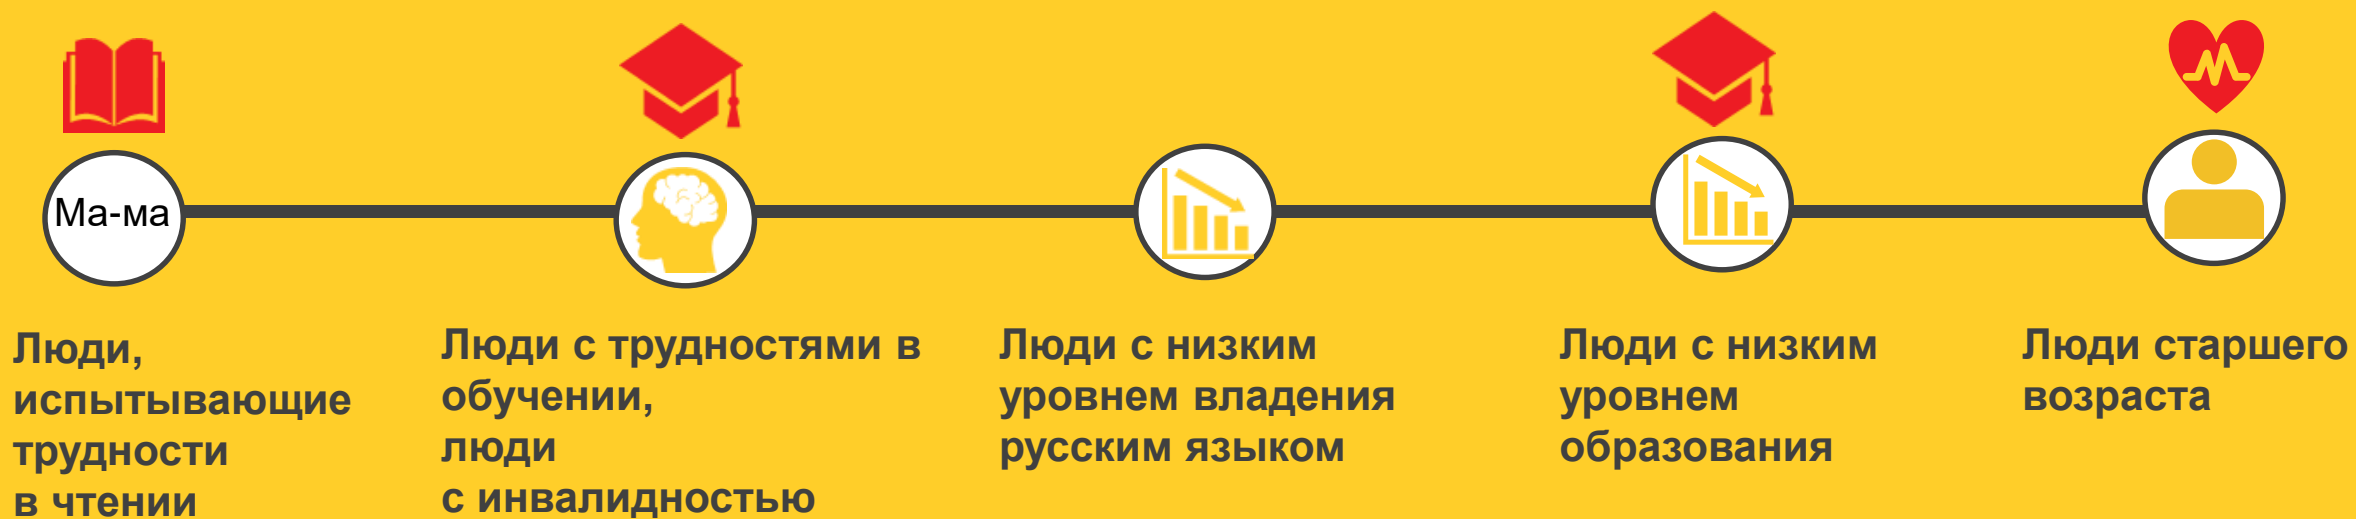 Ма-ма
Люди,
испытывающие
трудности
в чтении
Люди с трудностями в
обучении,
люди
с инвалидностью
Люди с низким
уровнем владения
русским языком
Люди с низким
уровнем
образования
Люди старшего
возраста